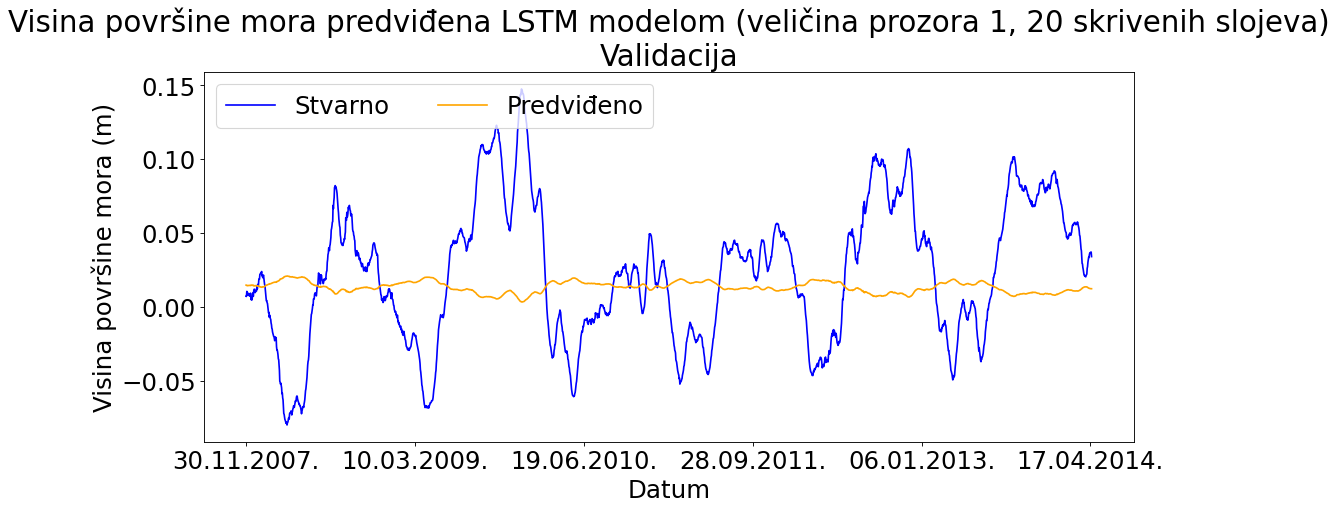 Visina površine mora predviđena LSTM modelom (veličina prozora 1, 20 skrivenih slojeva)
Validacija
Stvarno Predviđeno
Visina površine mora (m)
0.15
0.10
0.05
0.00
−0.05
30.11.2007. 10.03.2009. 19.06.2010. 28.09.2011. 06.01.2013. 17.04.2014.
Datum